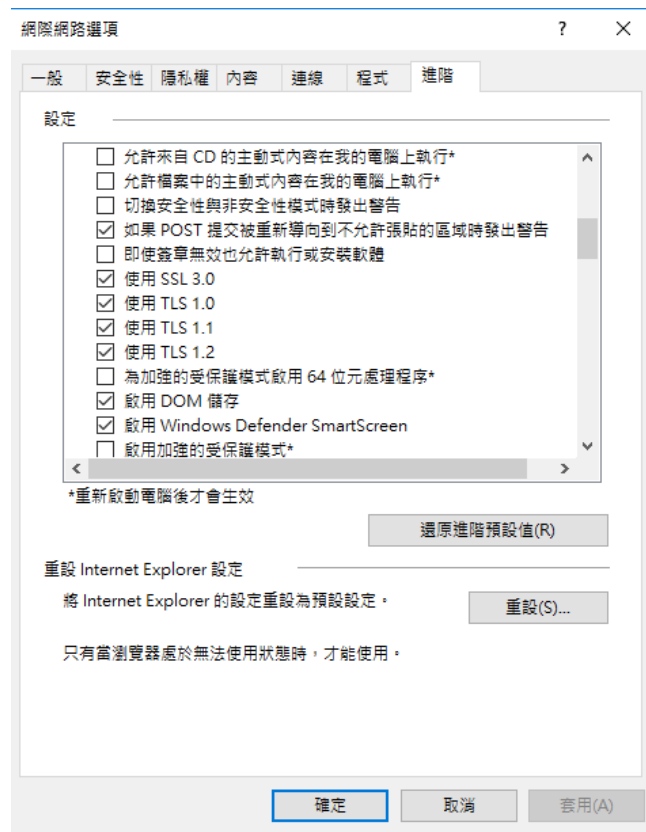 網際網路選項
?
一般 安全性 隱私權 內容 連線 程式 進階
設定
允許來自 CD 的主動式內容在我的電腦上執行*
允許檔案中的主動式內容在我的電腦上執行*
切換安全性與非安全性模式時發出警告
如果 POST 提交被重新導向到不允許張貼的區域時發出警告
即使簽章無效也允許執行或安裝軟體
使用 SSL 3.0
使用 TLS 1.0
使用 TLS 1.1
使用 TLS 1.2
為加強的受保護模式啟用 64 位元處理程序*
啟用 DOM 儲存
啟用 Windows Defender SmartScreen
啟用加強的受保護模式*
*重新啟動電腦後才會生效
還原進階預設值(R)
重設 Internet Explorer 設定
將 Internet Explorer 的設定重設為預設設定。
重設(S)...
只有當瀏覽器處於無法使用狀態時，才能使用。
確定 取消 套用(A)